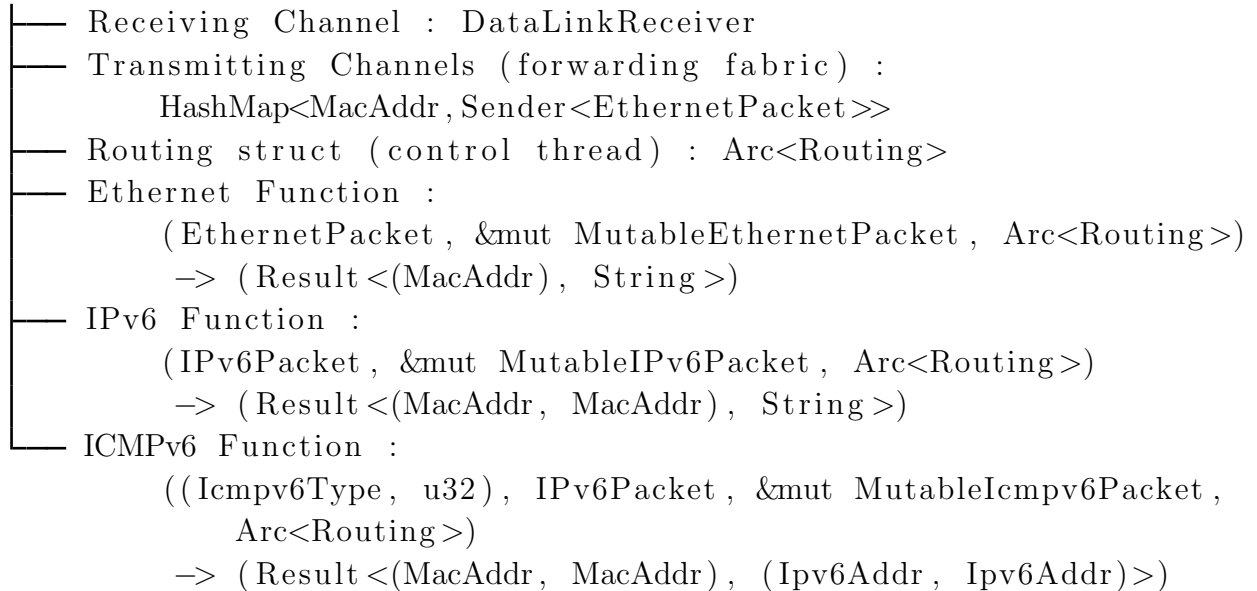 Receiving Channel : DataLinkReceiver
Transmitting Channels (forwarding fabric) :
HashMap<MacAddr, Sender<EthernetPacket>>
Routing struct (control thread) : Arc<Routing>
Ethernet Function :
(EthernetPacket, &mut MutableEthernetPacket, Arc<Routing>)
-> (Result<(MacAddr), String>)
IPv6 Function :
(IPv6Packet, &mut MutableIPv6Packet, Arc<Routing>)
-> (Result<(MacAddr, MacAddr), String>)
ICMPv6 Function :
((Icmpv6Type, u32), IPv6Packet, &mut MutableIcmpv6Packet,
Arc<Routing>)
-> (Result<(MacAddr, MacAddr), (Ipv6Addr, Ipv6Addr)>)